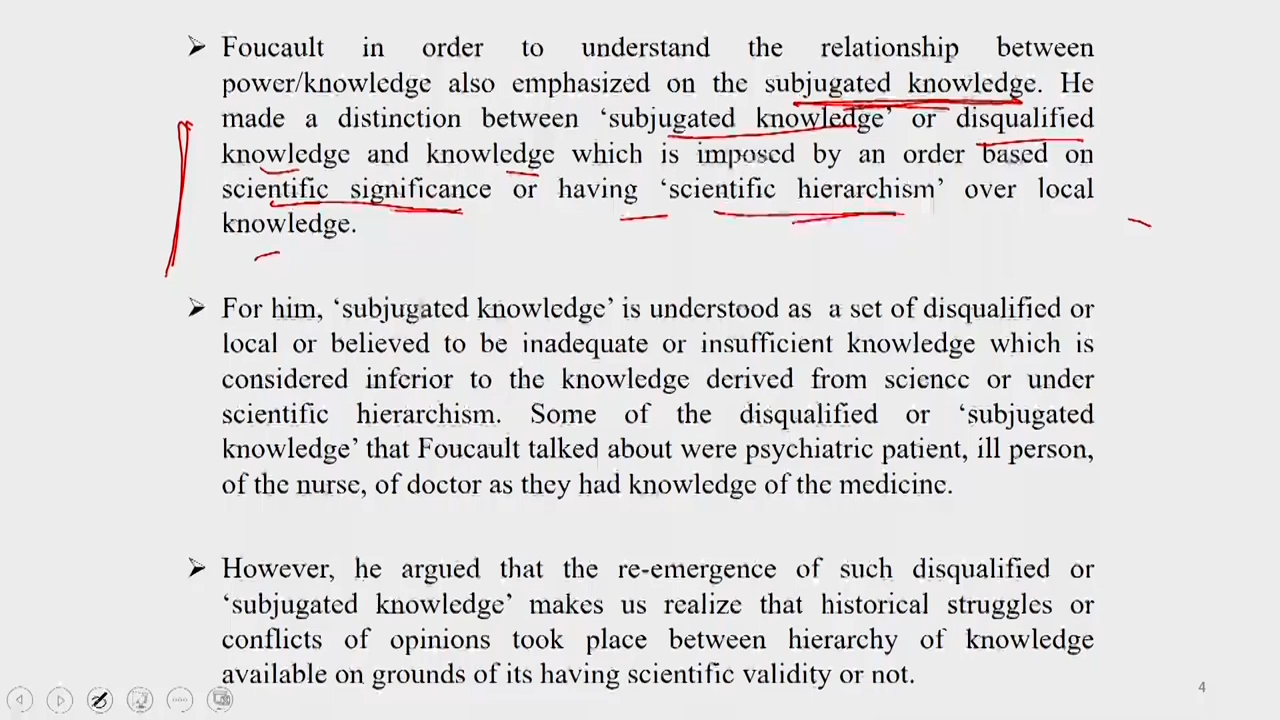 ➢ Foucault in order to understand the relationship between
power/knowledge also emphasized on the subjugated knowledge. He
made a distinction between ‘subjugated knowledge’ or disqualified
knowledge and knowledge which is imposed by an order based on
scientific significance or having ‘scientific hierarchism’ over local
knowledge.
➢ For him, ‘subjugated knowledge’ is understood as a set of disqualified or
local or believed to be inadequate or insufficient knowledge which is
considered inferior to the knowledge derived from science or under
scientific hierarchism. Some of the disqualified or ‘subjugated
knowledge’ that Foucault talked about were psychiatric patient, ill person,
of the nurse, of doctor as they had knowledge of the medicine.
➢ However, he argued that the re-emergence of such disqualified or
‘subjugated knowledge’ makes us realize that historical struggles or
conflicts of opinions took place between hierarchy of knowledge
available on grounds of its having scientific validity or not.
4